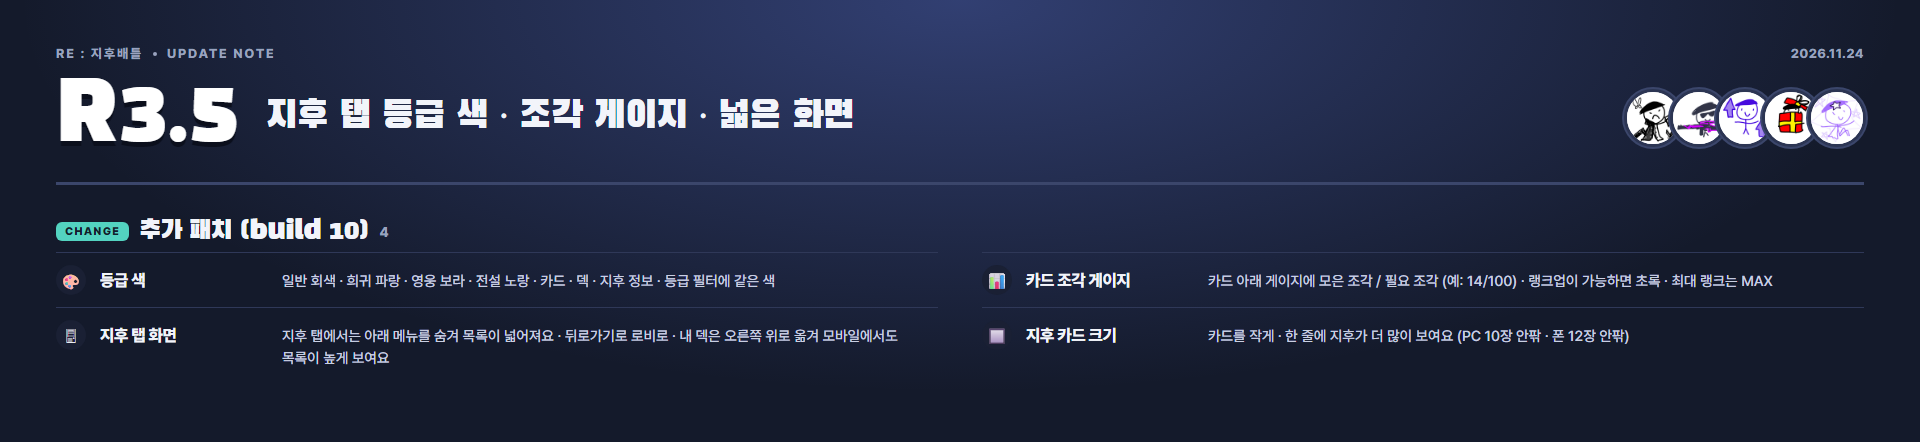 RE : 지후배틀 • UPDATE NOTE
2026.11.24
R3.5 지후 탭 등급 색 · 조각 게이지 · 넓은 화면
CHANGE 추가 패치 (build 10) 4
등급 색 일반 회색 · 희귀 파랑 · 영웅 보라 · 전설 노랑 · 카드 · 덱 · 지후 정보 · 등급 필터에 같은 색
카드 조각 게이지 카드 아래 게이지에 모은 조각 / 필요 조각 (예: 14/100) · 랭크업이 가능하면 초록 · 최대 랭크는 MAX
지후 탭 화면 지후 탭에서는 아래 메뉴를 숨겨 목록이 넓어져요 · 뒤로가기로 로비로 · 내 덱은 오른쪽 위로 옮겨 모바일에서도
목록이 높게 보여요
지후 카드 크기 카드를 작게 · 한 줄에 지후가 더 많이 보여요 (PC 10장 안팎 · 폰 12장 안팎)